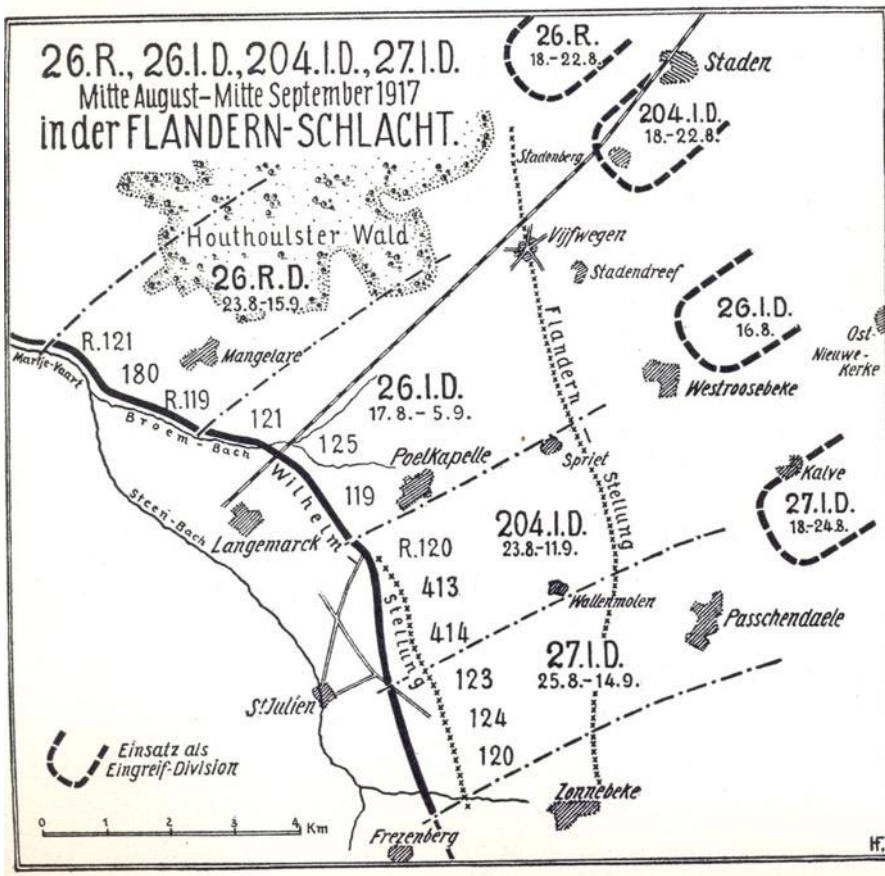 26.R., 26.I.D., 204.I.D., 27.I.D.
Mitte August–Mitte September 1917
in der FLANDERN-SCHLACHT.
26.R.
18.-22.8.
Staden
204.I.D.
18.-22.8.
Stadenberg
Houthoulster Wald
Vijfwegen
Stadendreef
26.R.D.
23.8.-15.9.
26.I.D.
16.8.
Ost-
Nieuwe-
Kerke
R.121
Mangelare
Martje-Vaart
180
Flandern –
Westroosebeke
R.119
26.I.D.
17.8. – 5.9.
121
Broem-Bach
125
Poelkapelle
Spriet
Kalve
Wilhelm –
119
Steen-Bach
Langemarck
Stellung
27.I.D.
18.-24.8.
204.I.D.
23.8.-11.9.
R.120
413
Wallemolen
Stellung
414
Passchendaele
27.I.D.
25.8.-14.9.
123
St Julien
124
120
Einsatz als
Eingreif-Division
Zonnebeke
0 1 2 3 4 Km
Frezenberg
HF.